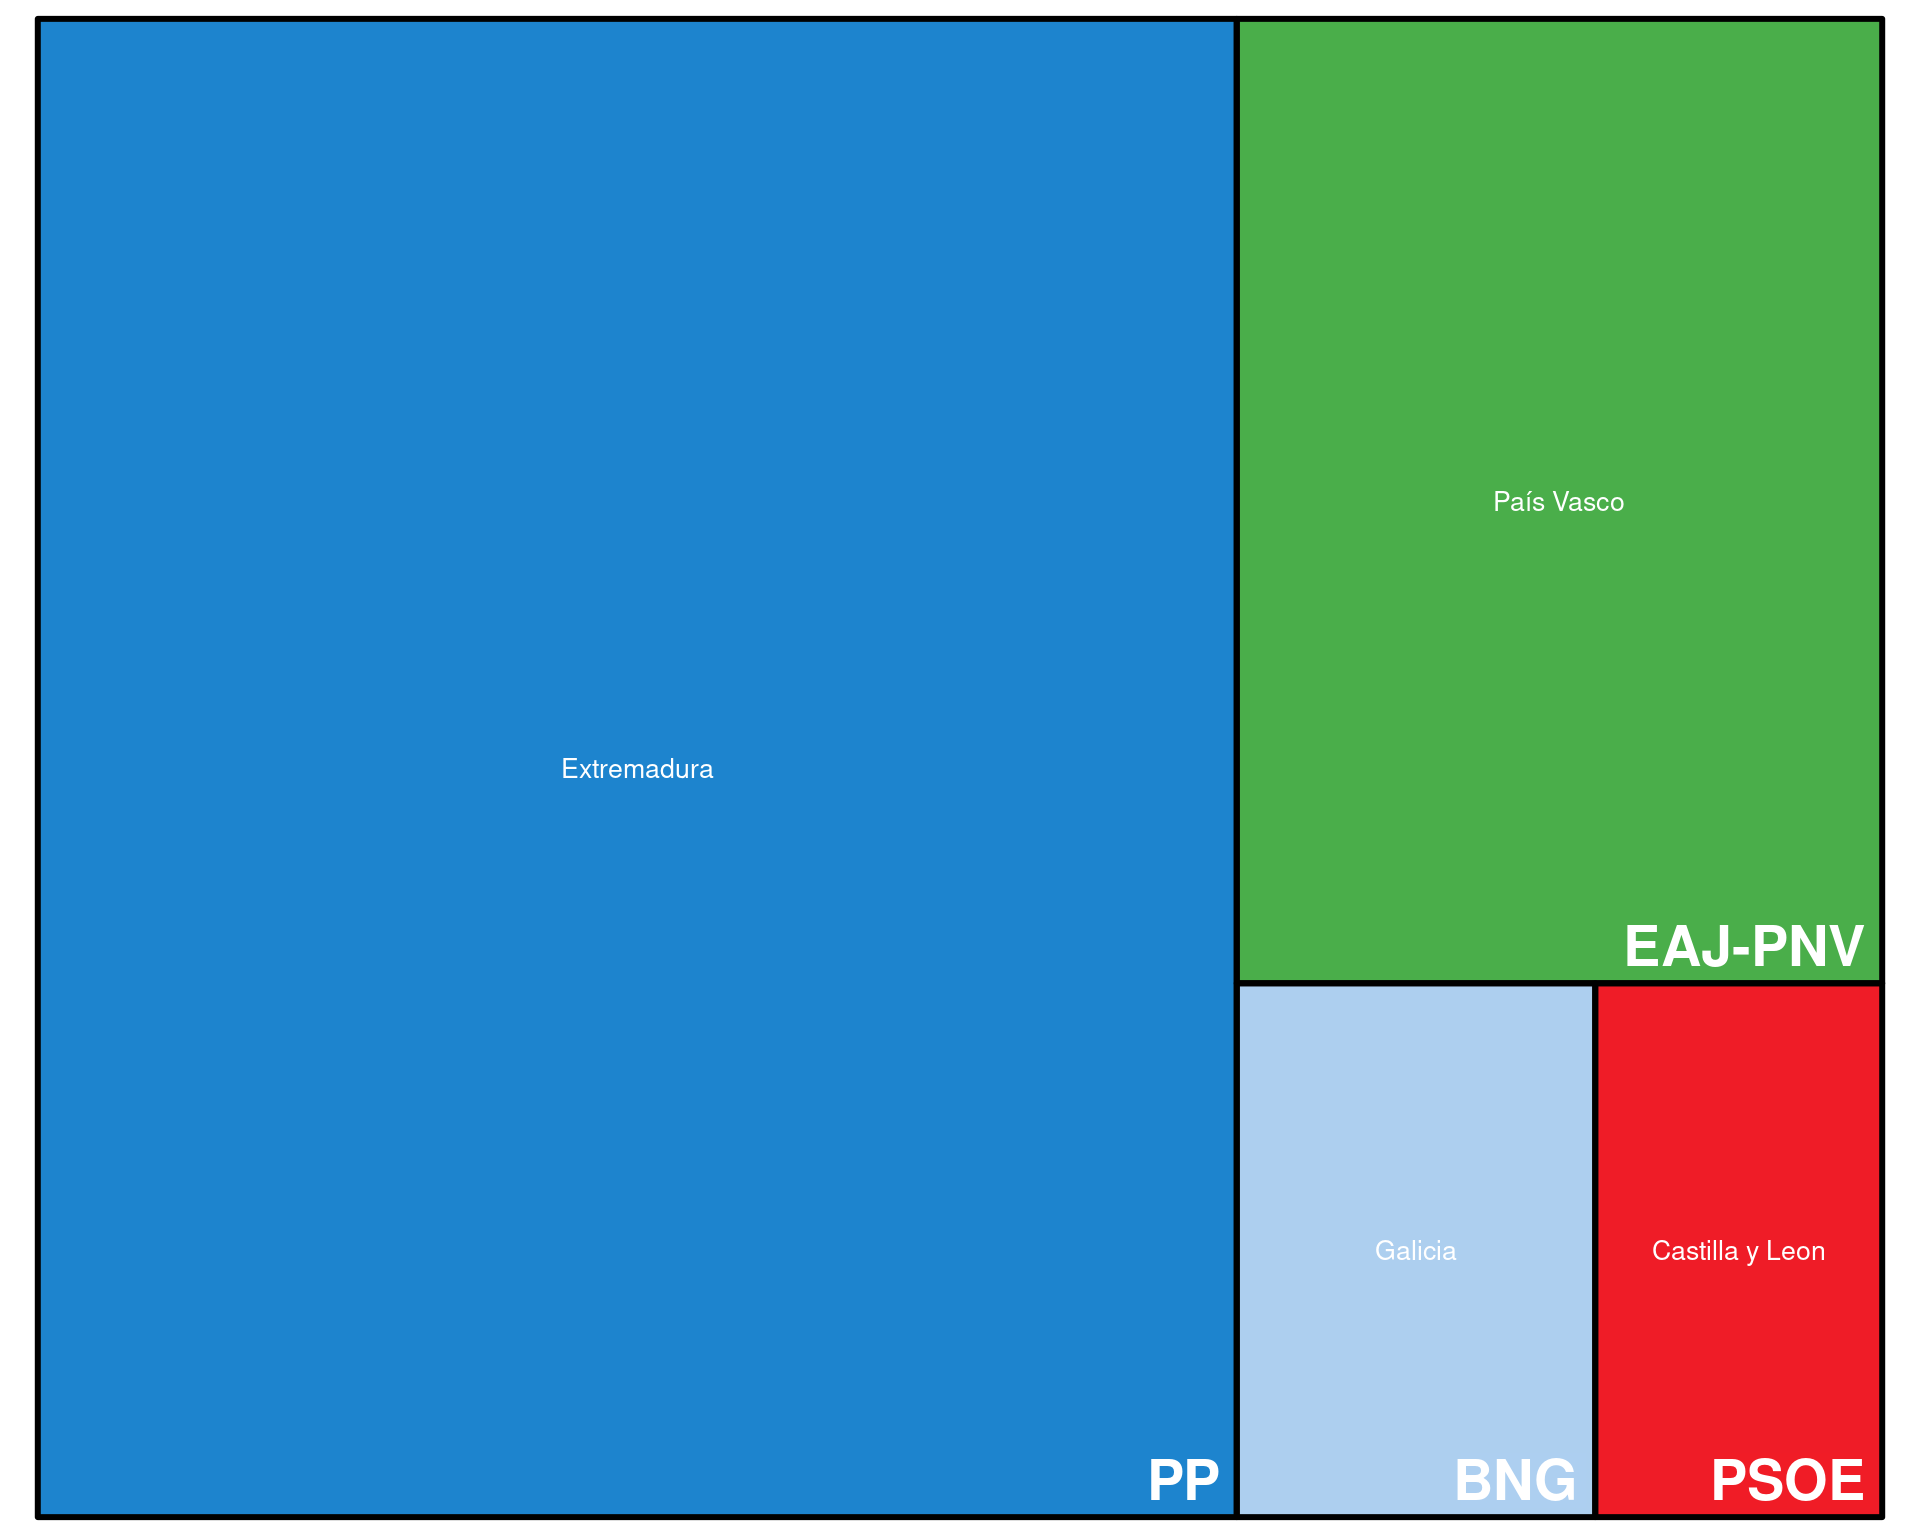 Extremadura
PP
País Vasco
EAJ-PNV
Galicia
BNG
Castilla y Leon
PSOE